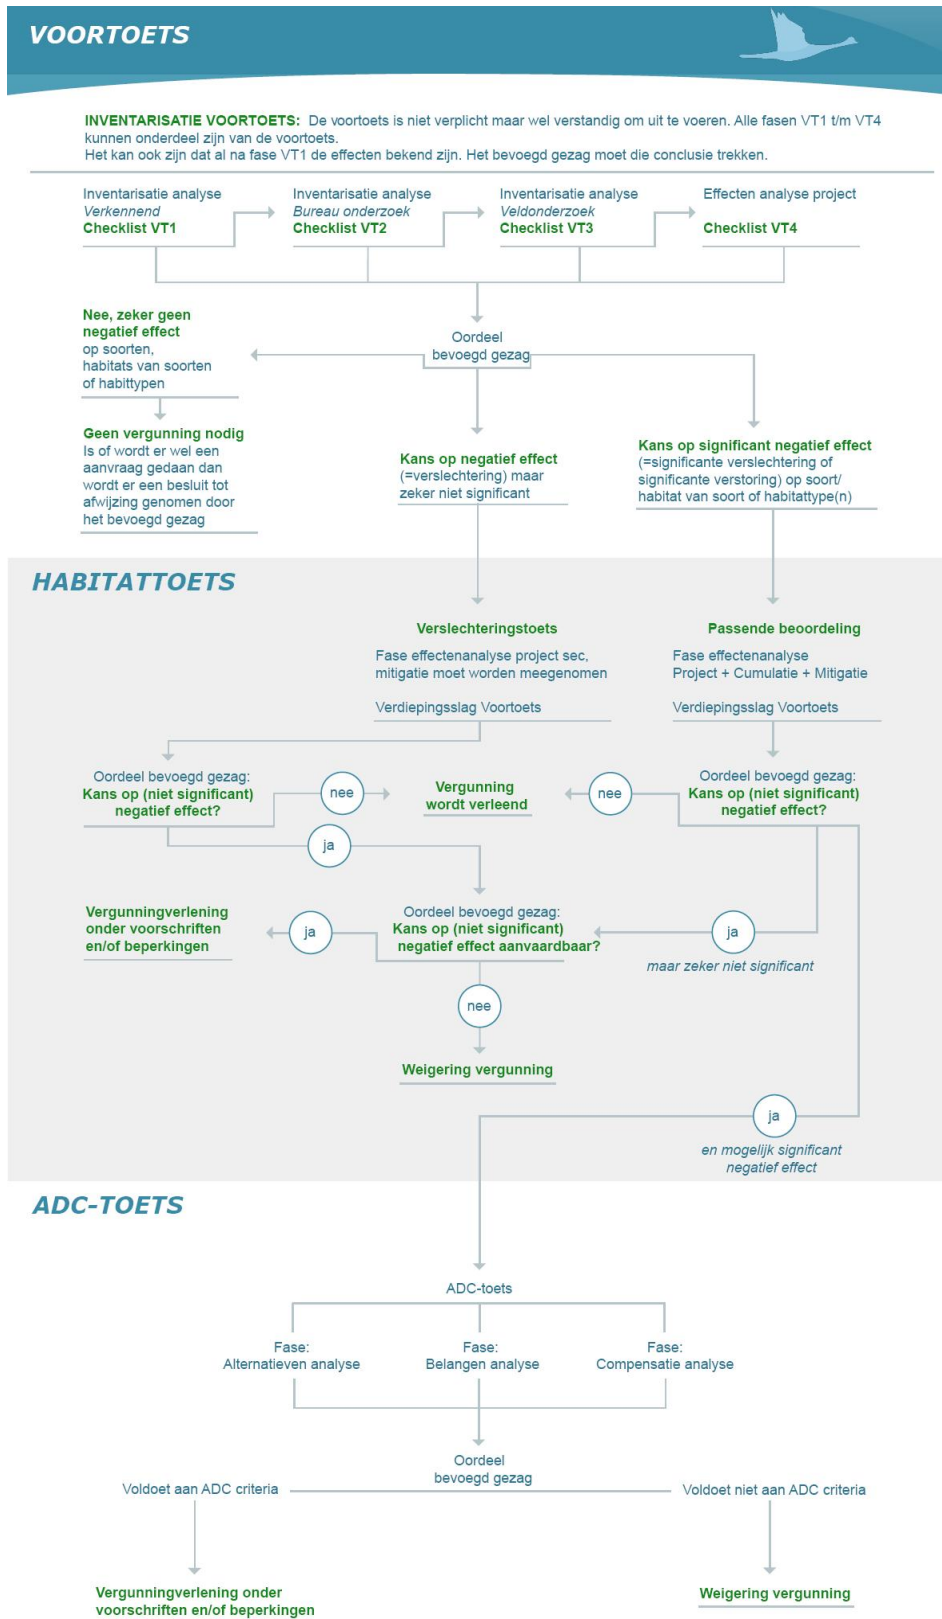 VOORTOETS
INVENTARISATIE VOORTOETS: De voortoets is niet verplicht maar wel verstandig om uit te voeren. Alle fasen VT1 t/m VT4
kunnen onderdeel zijn van de voortoets.
Het kan ook zijn dat al na fase VT1 de effecten bekend zijn. Het bevoegd gezag moet die conclusie trekken.
Inventarisatie analyse
Verkennend
Checklist VT1
Inventarisatie analyse
Bureau onderzoek
Checklist VT2
Inventarisatie analyse
Veldonderzoek
Checklist VT3
Effecten analyse project
Checklist VT4
Oordeel
bevoegd gezag
Nee, zeker geen
negatief effect
op soorten,
habitats van soorten
of habittypen
Geen vergunning nodig
Is of wordt er wel een
aanvraag gedaan dan
wordt er een besluit tot
afwijzing genomen door
het bevoegd gezag
Kans op negatief effect
(=verslechtering) maar
zeker niet significant
Kans op significant negatief effect
(=significante verslechtering of
significante verstoring) op soort/
habitat van soort of habitattype(n)
HABITATTOETS
Verslechteringstoets
Fase effectenanalyse project sec,
mitigatie moet worden meegenomen
Verdiepingsslag Voortoets
Passende beoordeling
Fase effectenanalyse
Project + Cumulatie + Mitigatie
Verdiepingsslag Voortoets
Oordeel bevoegd gezag:
Kans op (niet significant)
negatief effect?
nee
Vergunning
wordt verleend
nee
Oordeel bevoegd gezag:
Kans op (niet significant)
negatief effect?
ja
Vergunningverlening
onder voorschriften
en/of beperkingen
ja
Oordeel bevoegd gezag:
Kans op (niet significant)
negatief effect aanvaardbaar?
ja
maar zeker niet significant
nee
Weigering vergunning
ja
en mogelijk significant
negatief effect
ADC-TOETS
ADC-toets
Fase:
Alternatieven analyse
Fase:
Belangen analyse
Fase:
Compensatie analyse
Oordeel
bevoegd gezag
Voldoet aan ADC criteria
Voldoet niet aan ADC criteria
Vergunningverlening onder
voorschriften en/of beperkingen
Weigering vergunning